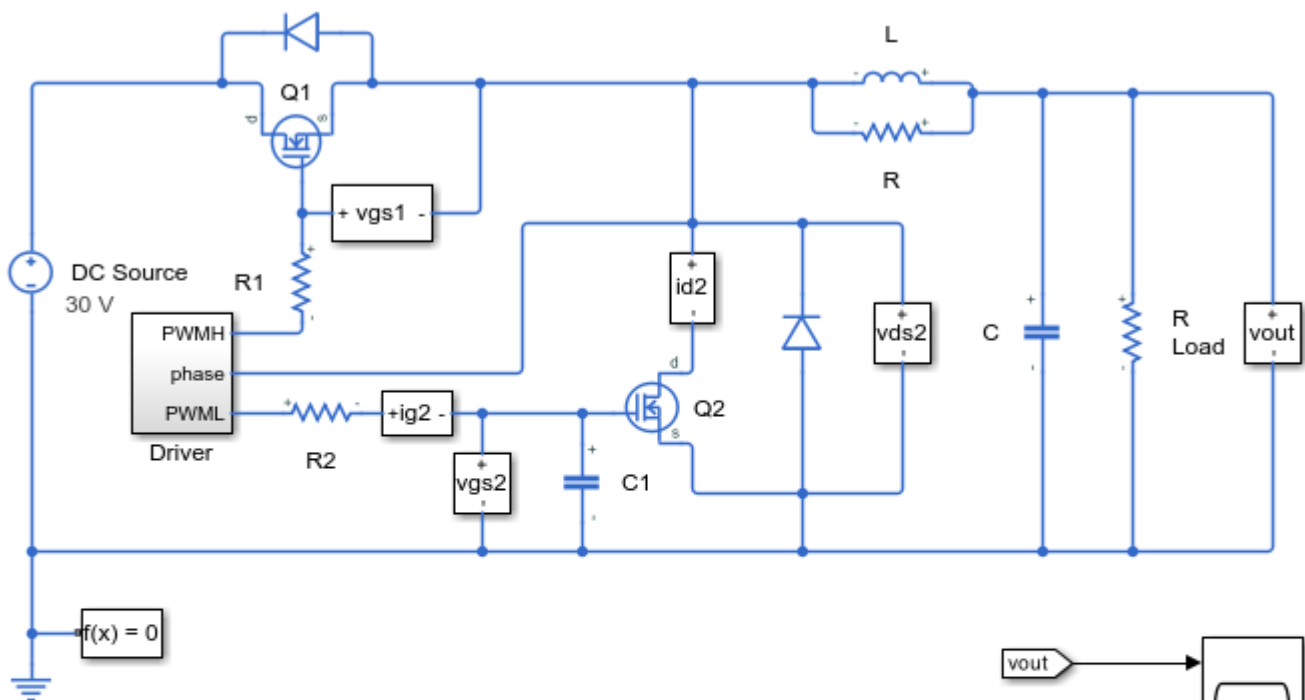 L
Q1
d
s
-
+
-
+
R
+ vgs1 -
+
DC Source
30 V
R1
-
+
-
PWMH
phase
PWML
Driver
+
-
R2
+ig2 -
+
vgs2
-
+
C1
-
+
id2
-
d
Q2
s
+
vds2
-
+
C
-
+
R
Load
-
+
vout
-
f(x) = 0
vout